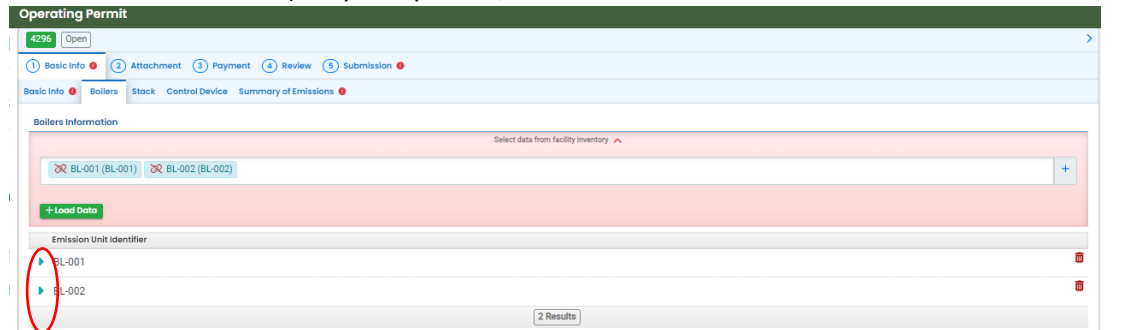 Operating Permit
4296 Open
1 Basic Info 2 Attachment 3 Payment 4 Review 5 Submission
Basic Info Boilers Stack Control Device Summary of Emissions
Boilers Information
Select data from facility inventory
BL-001 (BL-001) BL-002 (BL-002) +
+ Load Data
Emission Unit Identifier
BL-001
BL-002
2 Results